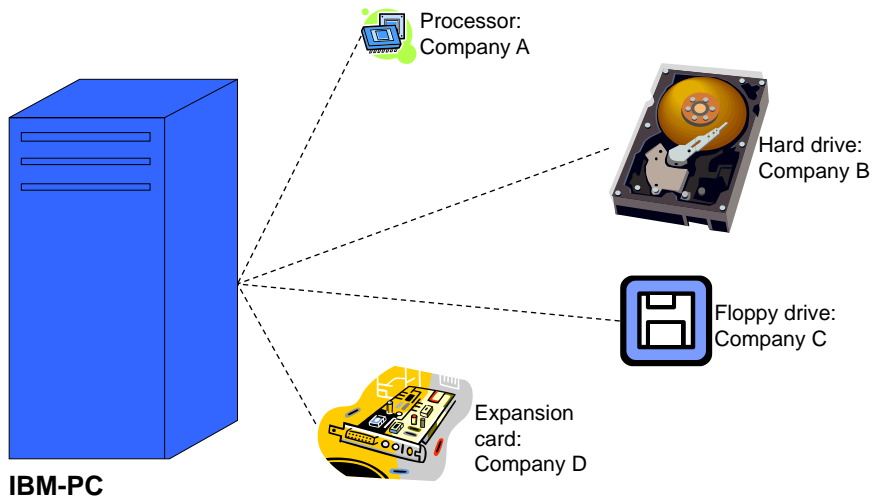 Processor:
Company A
Hard drive:
Company B
Floppy drive:
Company C
Expansion
card:
Company D
IBM-PC